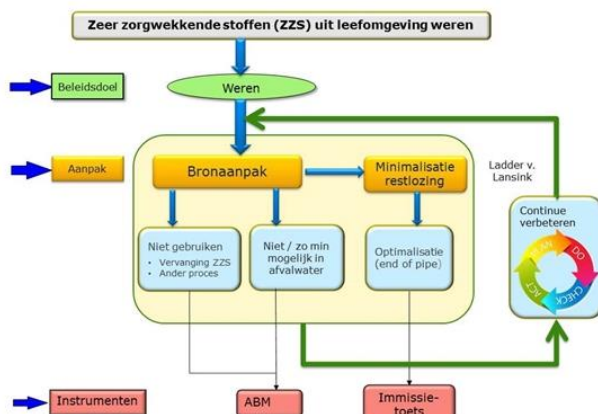 Zeer zorgwekkende stoffen (ZZS) uit leefomgeving weren
Beleidsdoel
Weren
Aanpak
Bronaanpak
Minimalisatie
restlozing
Ladder v.
Lansink
Niet gebruiken
• Vervanging ZZS
• Ander proces
Niet / zo min
mogelijk in
afvalwater
Optimalisatie
(end of pipe)
Continue
verbeteren
PLAN
DO
CHECK
ACT
Instrumenten
ABM
Immissie-
toets